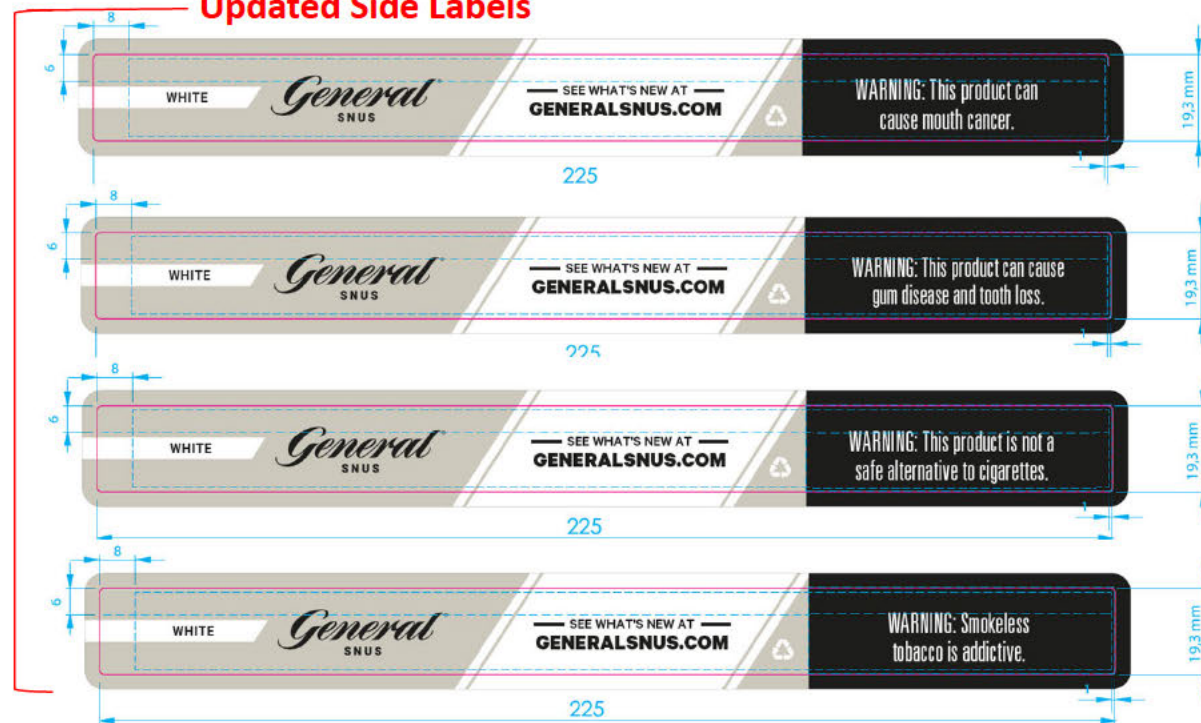 Updated Side Labels
8
6
WHITE
General
SNUS
SEE WHAT'S NEW AT
GENERALSNUS.COM
WARNING: This product can
cause mouth cancer.
19,3 mm
1
225
8
6
WHITE
General
SNUS
SEE WHAT'S NEW AT
GENERALSNUS.COM
WARNING: This product can cause
gum disease and tooth loss.
19,3 mm
1
225
8
6
WHITE
General
SNUS
SEE WHAT'S NEW AT
GENERALSNUS.COM
WARNING: This product is not a
safe alternative to cigarettes.
19,3 mm
1
225
8
6
WHITE
General
SNUS
SEE WHAT'S NEW AT
GENERALSNUS.COM
WARNING: Smokeless
tobacco is addictive.
19,3 mm
1
225